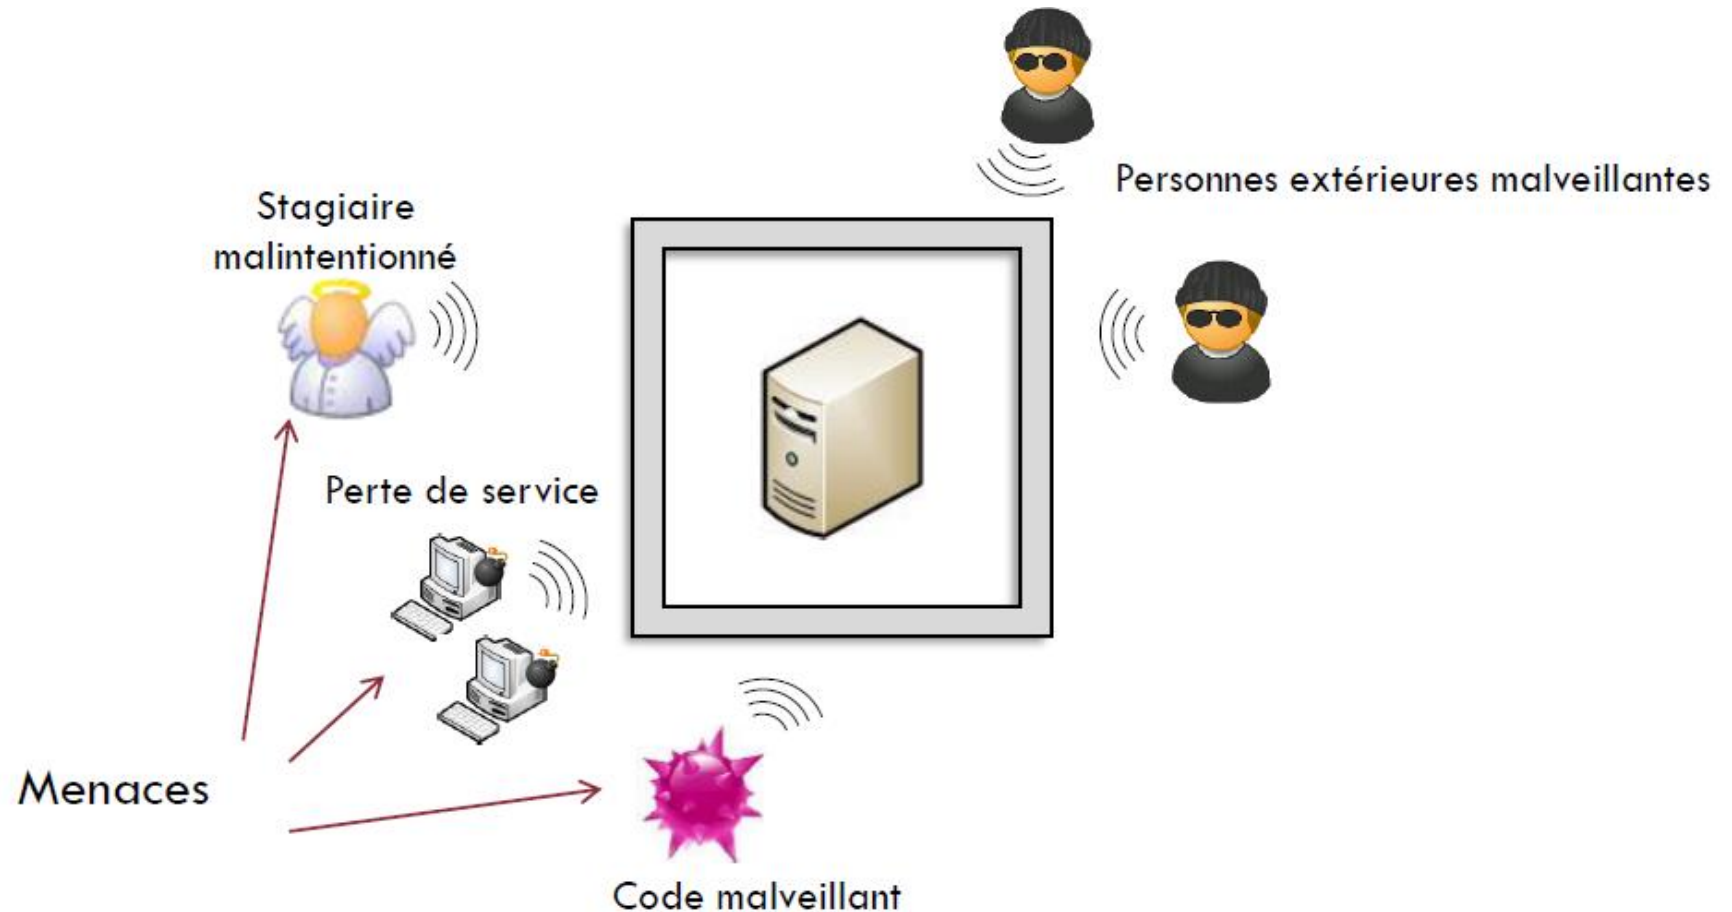 Personnes extérieures malveillantes
Stagiaire
malintentionné
Perte de service
Menaces
Code malveillant